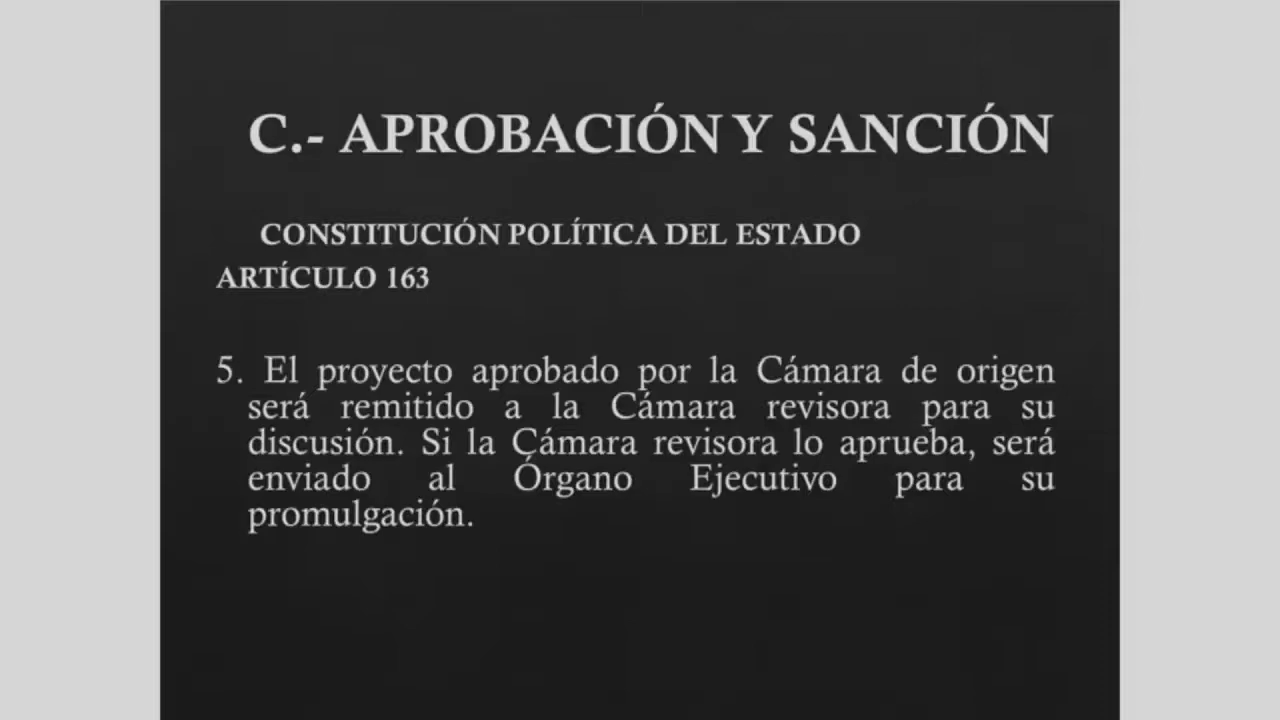 C.- APROBACIÓN Y SANCIÓN
CONSTITUCIÓN POLÍTICA DEL ESTADO
ARTÍCULO 163
5. El proyecto aprobado por la Cámara de origen
será remitido a la Cámara revisora para su
discusión. Si la Cámara revisora lo aprueba, será
enviado al Órgano Ejecutivo para su
promulgación.